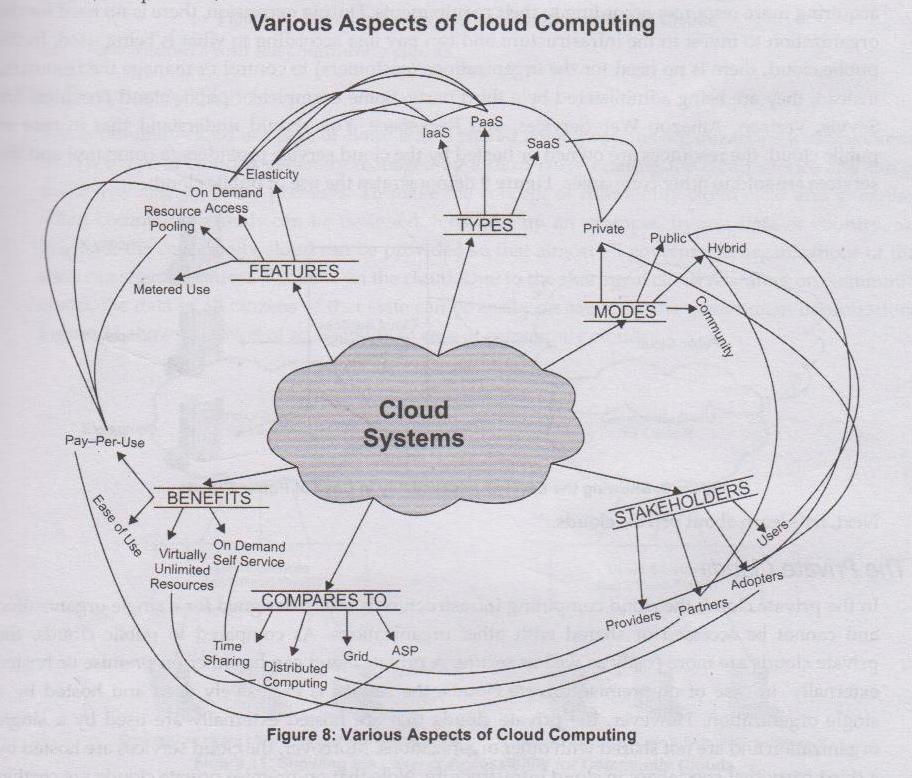 Various Aspects of Cloud Computing
IaaS
PaaS
SaaS
Elasticity
On Demand
Access
Resource
Pooling
Metered Use
FEATURES
TYPES
Private
Public
Hybrid
Community
MODES
Cloud
Systems
Pay–Per-Use
BENEFITS
Ease of Use
Virtually
Unlimited
Resources
On Demand
Self Service
STAKEHOLDERS
Users
Adopters
Partners
Providers
COMPARES TO
Time
Sharing
Distributed
Computing
Grid
ASP
Figure 8: Various Aspects of Cloud Computing